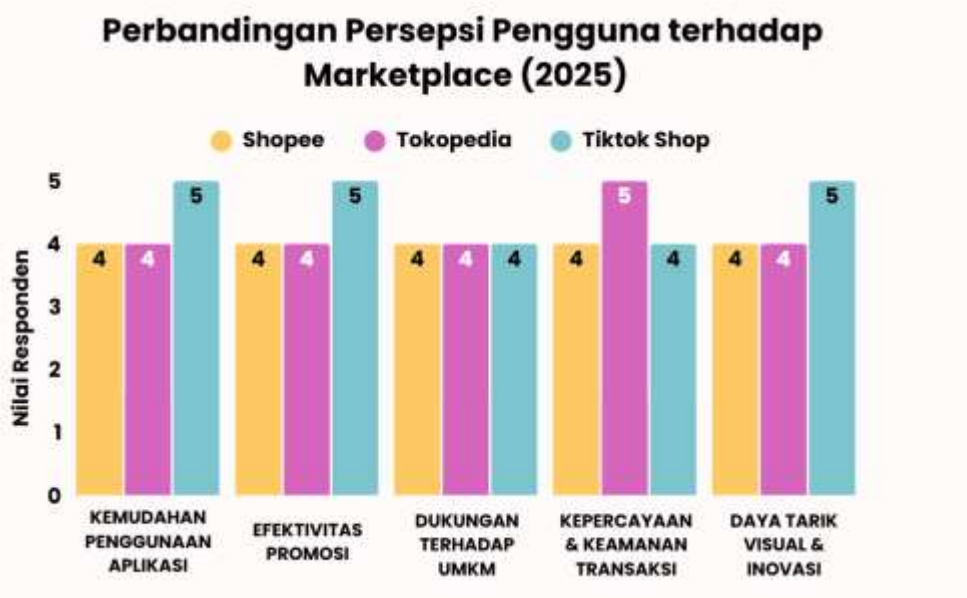 Perbandingan Persepsi Pengguna terhadap
Marketplace (2025)
Shopee Tokopedia Tiktok Shop
Nilai Responden
5
4
3
2
1
0
4 4 5
4 4 5
4 4 4
4 5 4
4 4 5
KEMUDAHAN
PENGGUNAAN
APLIKASI
EFEKTIVITAS
PROMOSI
DUKUNGAN
TERHADAP
UMKM
KEPERCAYAAN
& KEAMANAN
TRANSAKSI
DAYA TARIK
VISUAL &
INOVASI